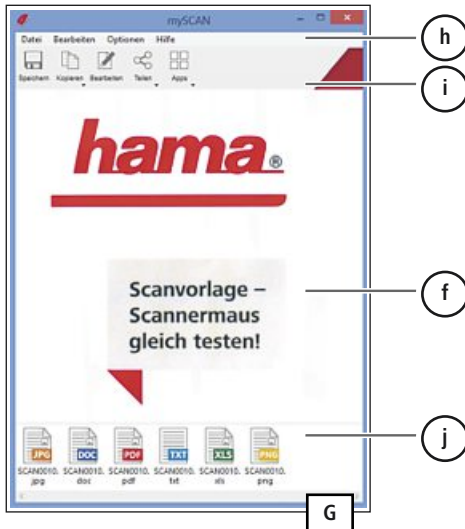 mySCAN
Datei Bearbeiten Optionen Hilfe
h
Speichern Kopieren Bearbeiten Teilen Apps
i
hama®
Scanvorlage –
Scannermaus
gleich testen!
f
JPG DOC PDF TXT XLS PNG
j
SCAN0010. SCAN0010. SCAN0010. SCAN0010. SCAN0010. SCAN0010.
jpg doc pdf txt xls png
G